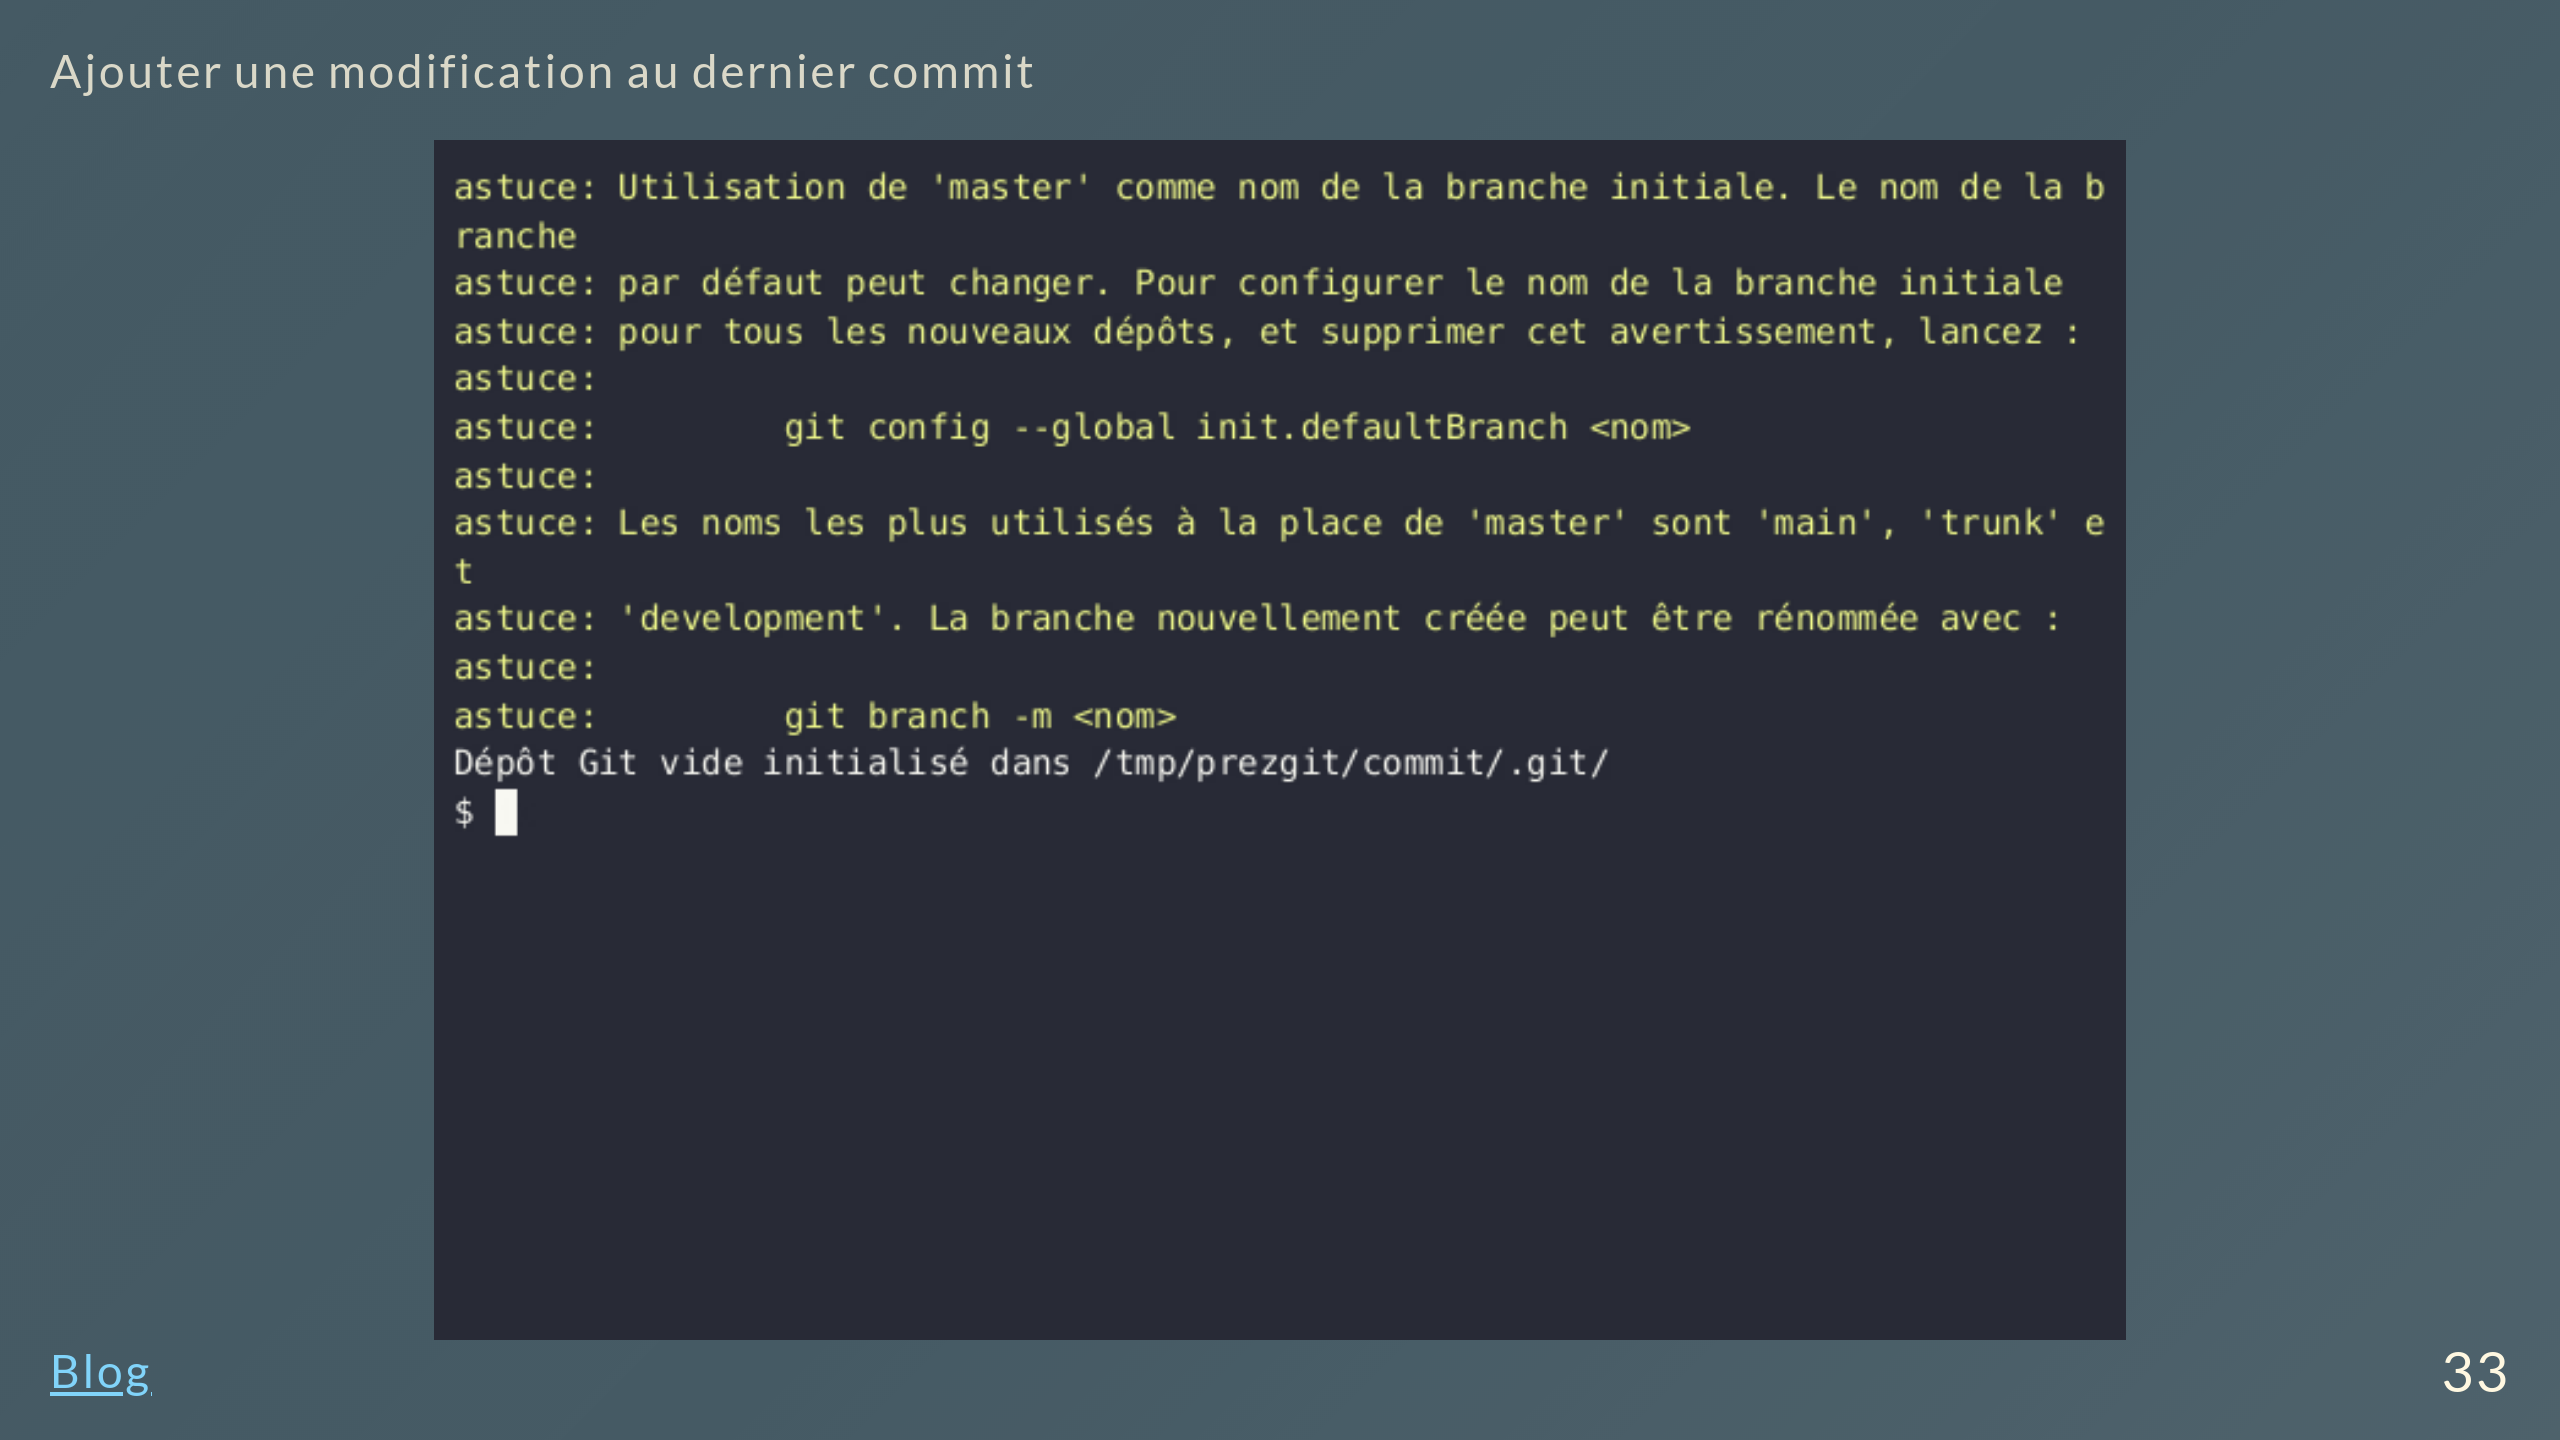 Ajouter une modification au dernier commit
astuce: Utilisation de 'master' comme nom de la branche initiale. Le nom de la b
ranche
astuce: par défaut peut changer. Pour configurer le nom de la branche initiale
astuce: pour tous les nouveaux dépôts, et supprimer cet avertissement, lancez :
astuce:
astuce:         git config --global init.defaultBranch <nom>
astuce:
astuce: Les noms les plus utilisés à la place de 'master' sont 'main', 'trunk' e
t
astuce: 'development'. La branche nouvellement créée peut être rénommée avec :
astuce:
astuce:         git branch -m <nom>
Dépôt Git vide initialisé dans /tmp/prezgit/commit/.git/
$
Blog
33